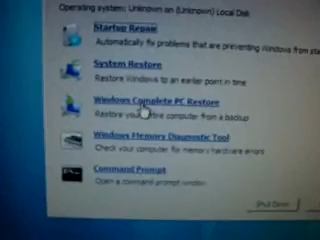 Operating system: Unknown on (Unknown) Local Disk
Startup Repair
Automatically fix problems that are preventing Windows from
System Restore
Restore Windows to an earlier point in time
Windows Complete PC Restore
Restore your entire computer from a backup
Windows Memory Diagnostic Tool
Check your computer for memory hardware errors
Command Prompt
Open a command prompt window
Shut Down